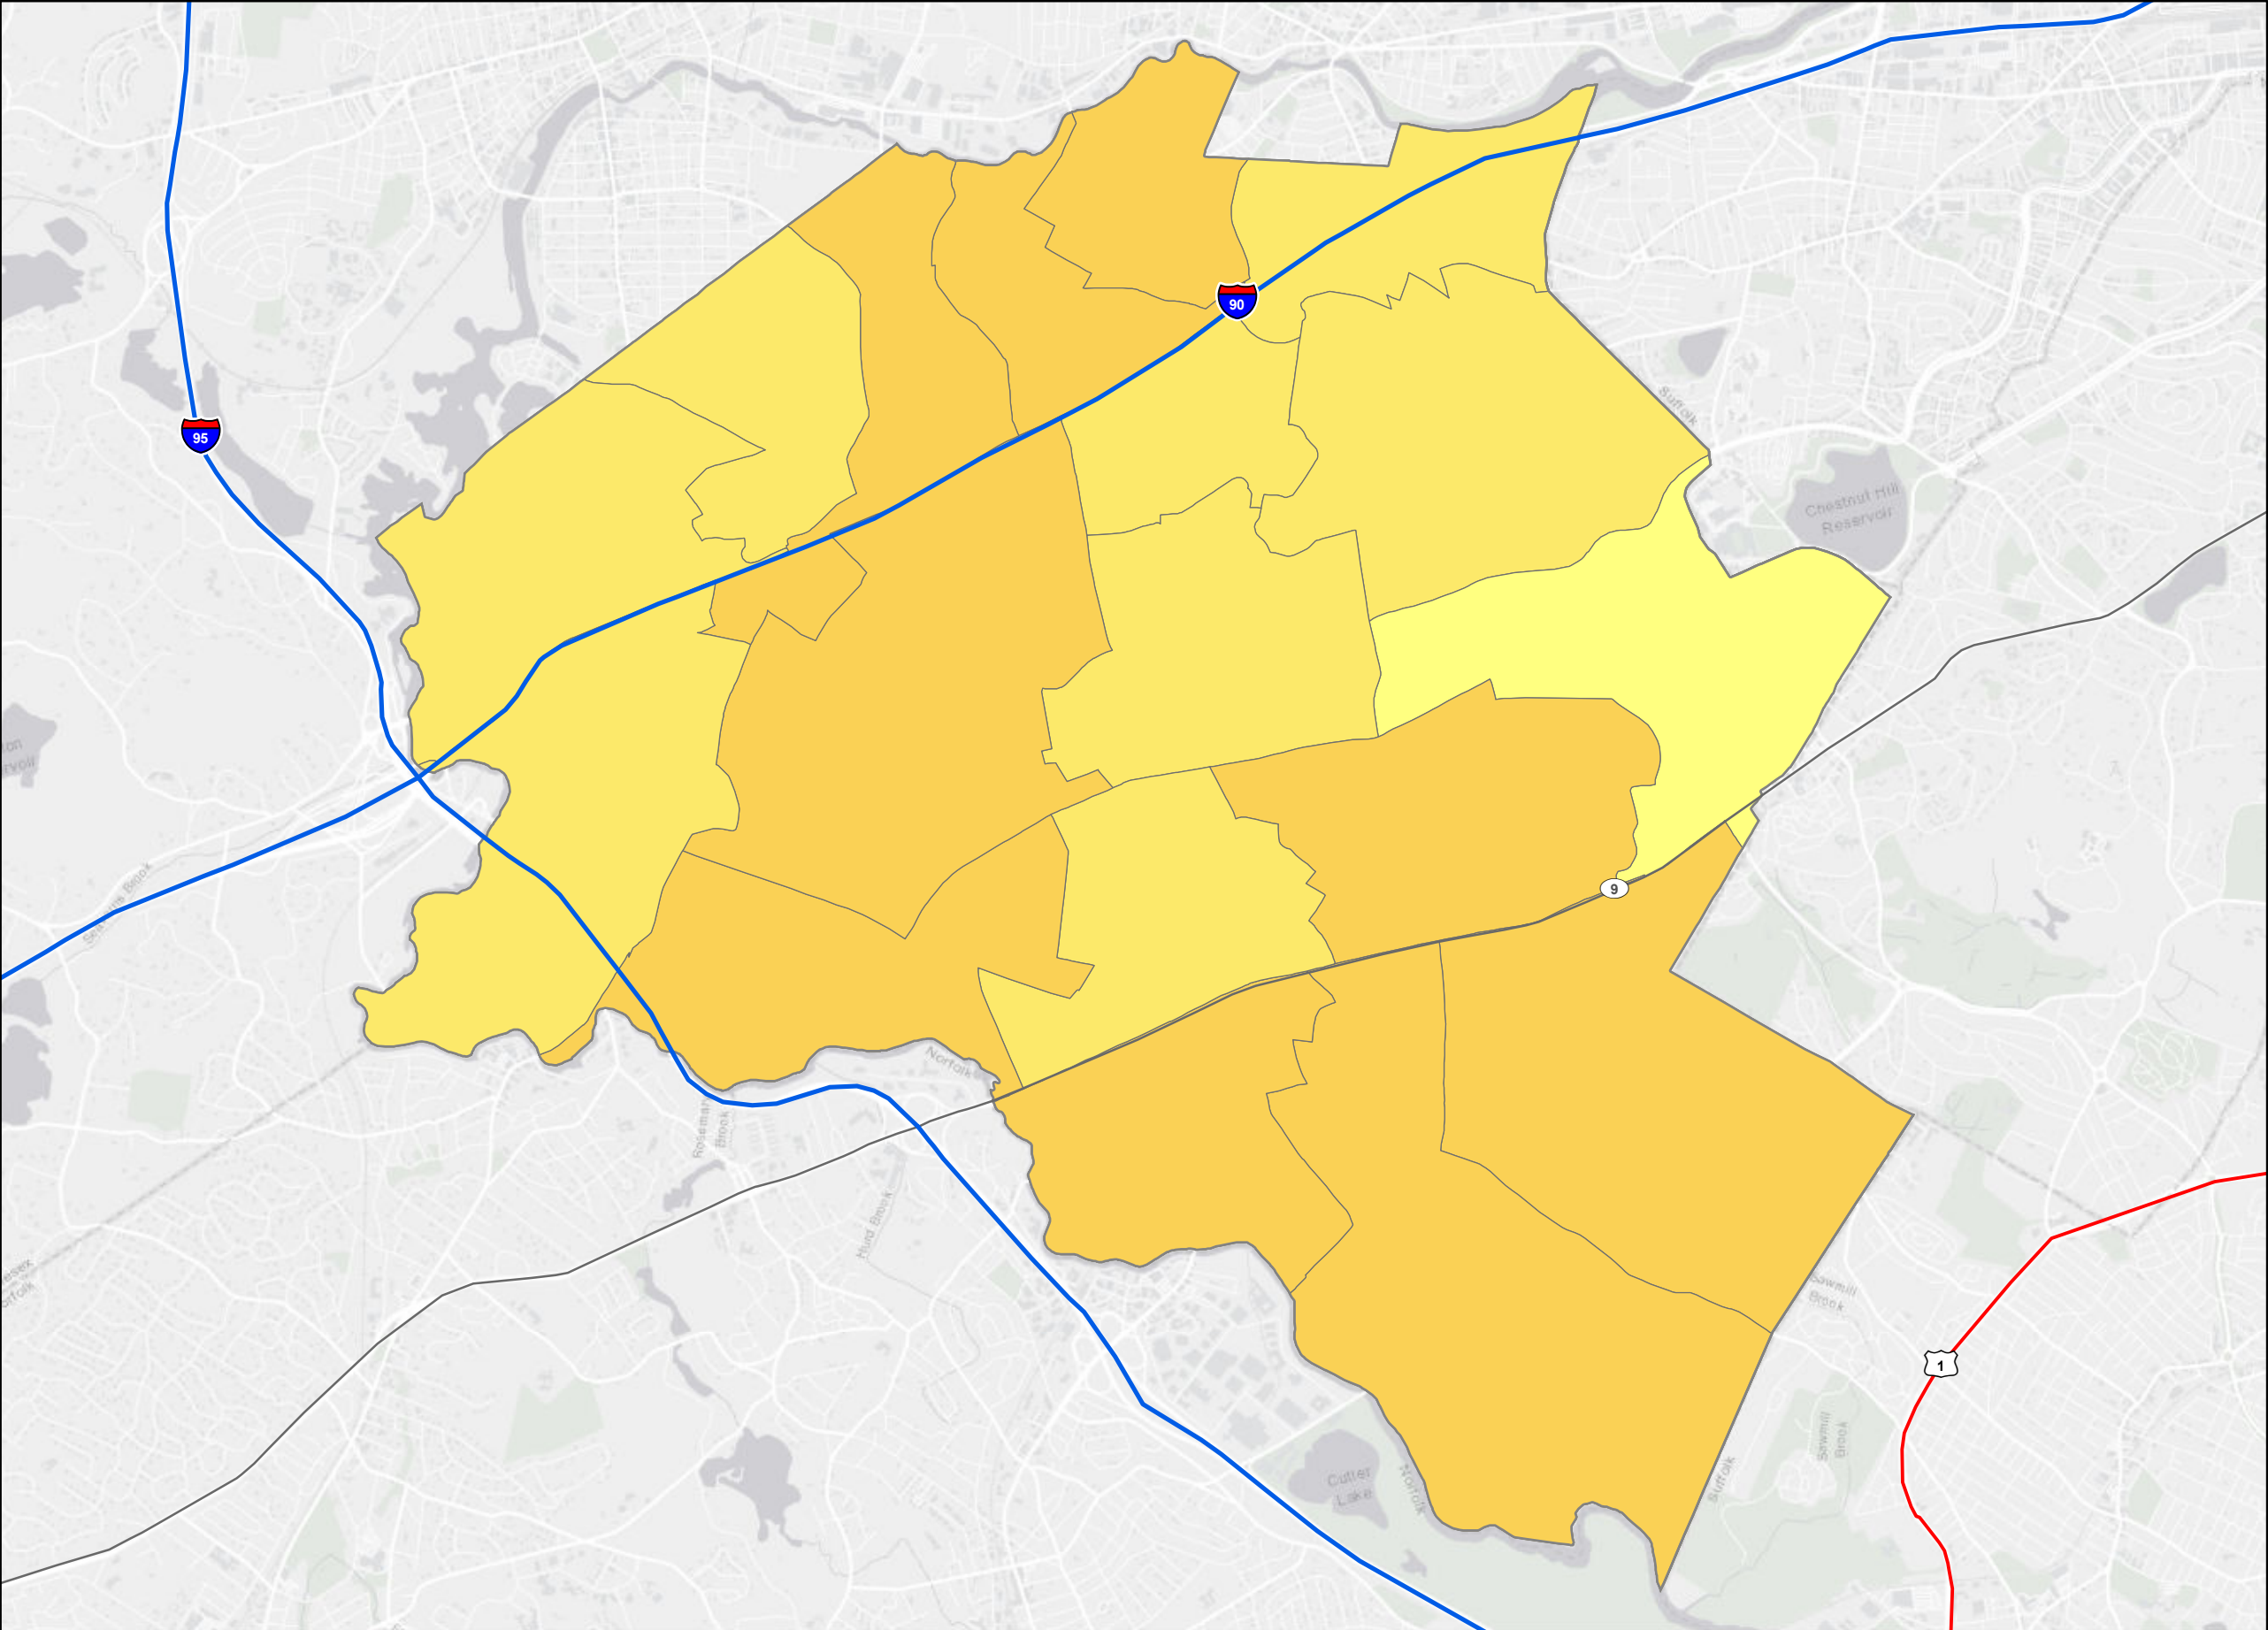 90
Suffolk
95
Chestnut Hill
Reservoir
9
Norfolk
Rosemary
Brook
Hurd Brook
Sawmill
Brook
1
Sawmill
Brook
Cutter
Lake
Norfolk
Suffolk